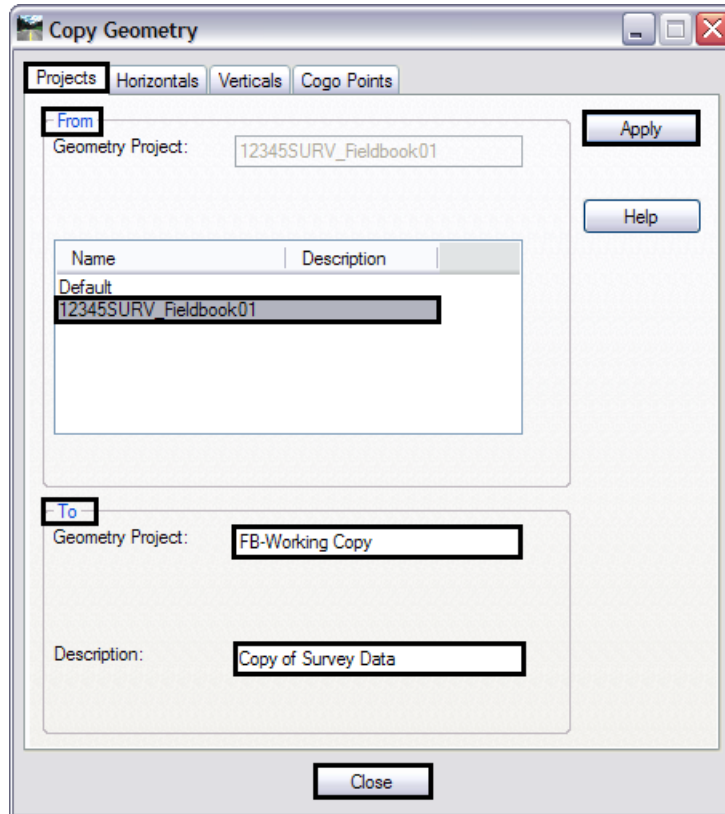 Copy Geometry
Projects Horizontals Verticals Cogo Points
From
Geometry Project: 12345SURV_Fieldbook01
Apply
Help
Name Description
Default
12345SURV_Fieldbook01
To
Geometry Project: FB-Working Copy
Description: Copy of Survey Data
Close